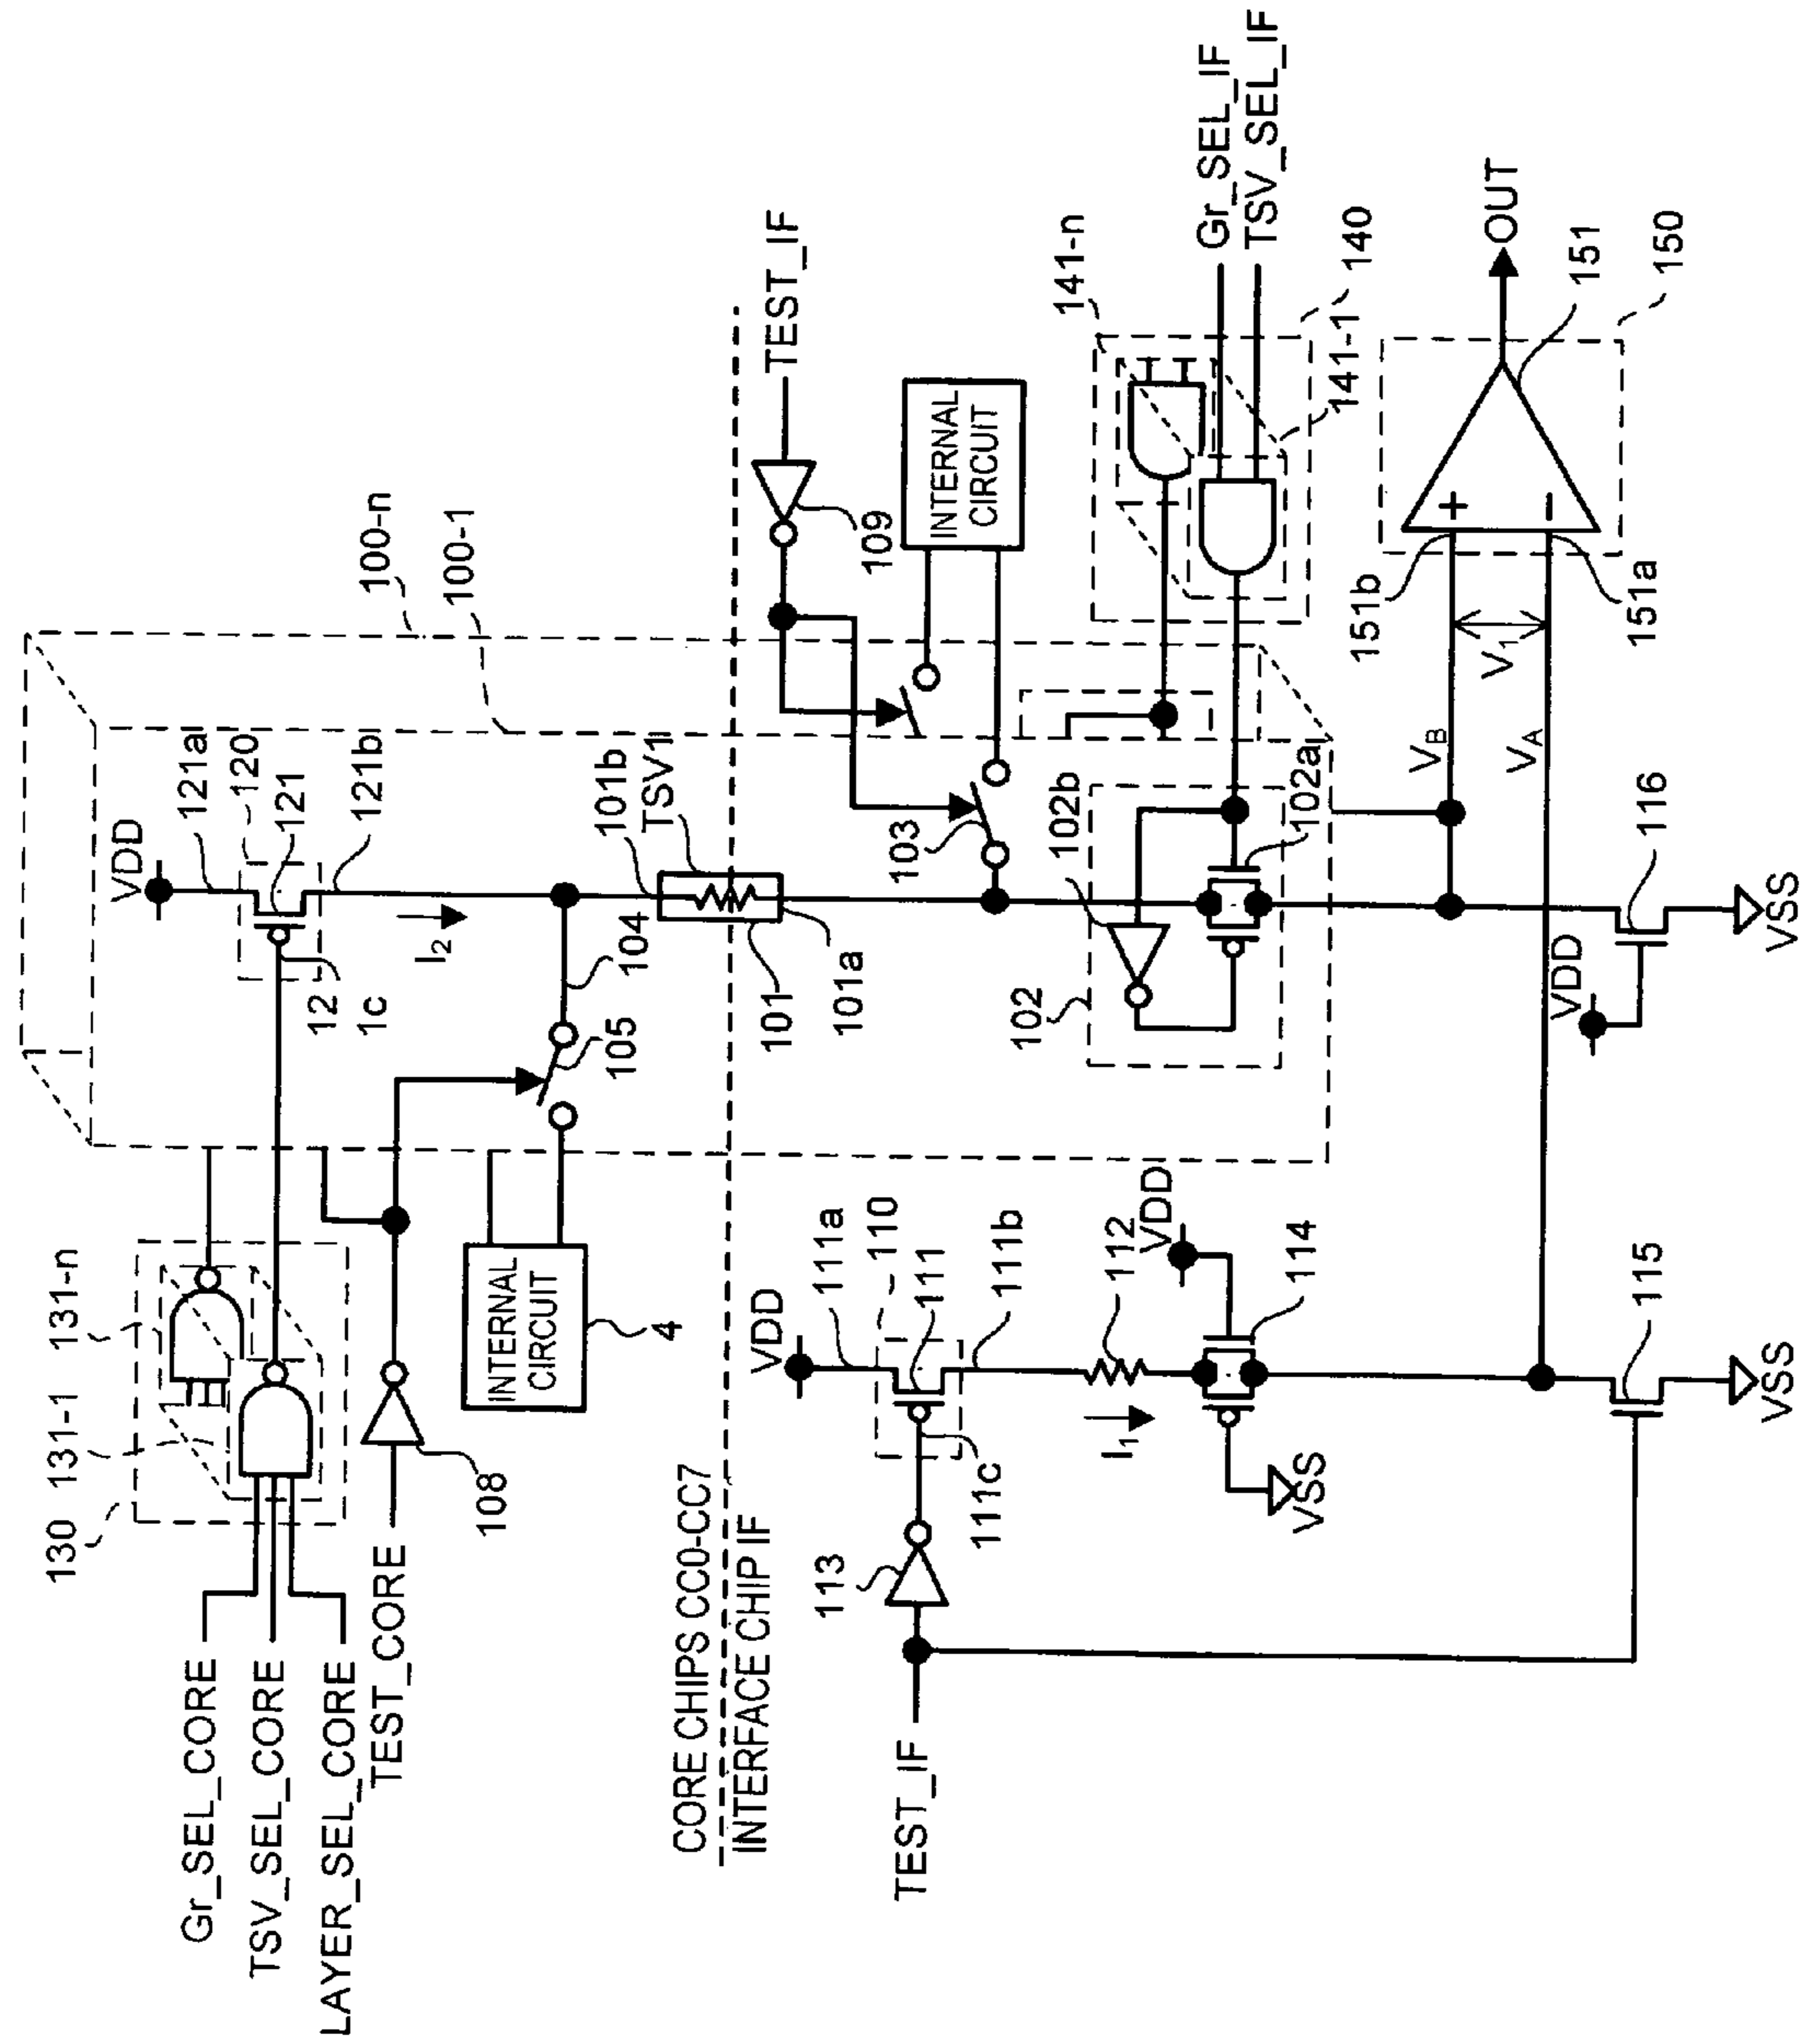 100-n
100-1
VDD
121a
120
121
121b
12
1c
I2
130
131-1
131-n
Gr_SEL_CORE
TSV_SEL_CORE
LAYER_SEL_CORE
TEST_CORE
108
INTERNAL
CIRCUIT
4
105
104
101b
TSV1
101
101a
CORE CHIPS CC0-CC7
INTERFACE CHIP IF
TEST_IF
109
INTERNAL
CIRCUIT
103
VDD
111a
110
111
111b
111c
113
TEST_IF
I1
112
VDD
114
VSS
102
102b
102a
141-n
Gr_SEL_IF
TSV_SEL_IF
140
141-1
VB
VA
V1
151b
151a
+
−
OUT
151
150
VDD
116
VSS
115
VSS